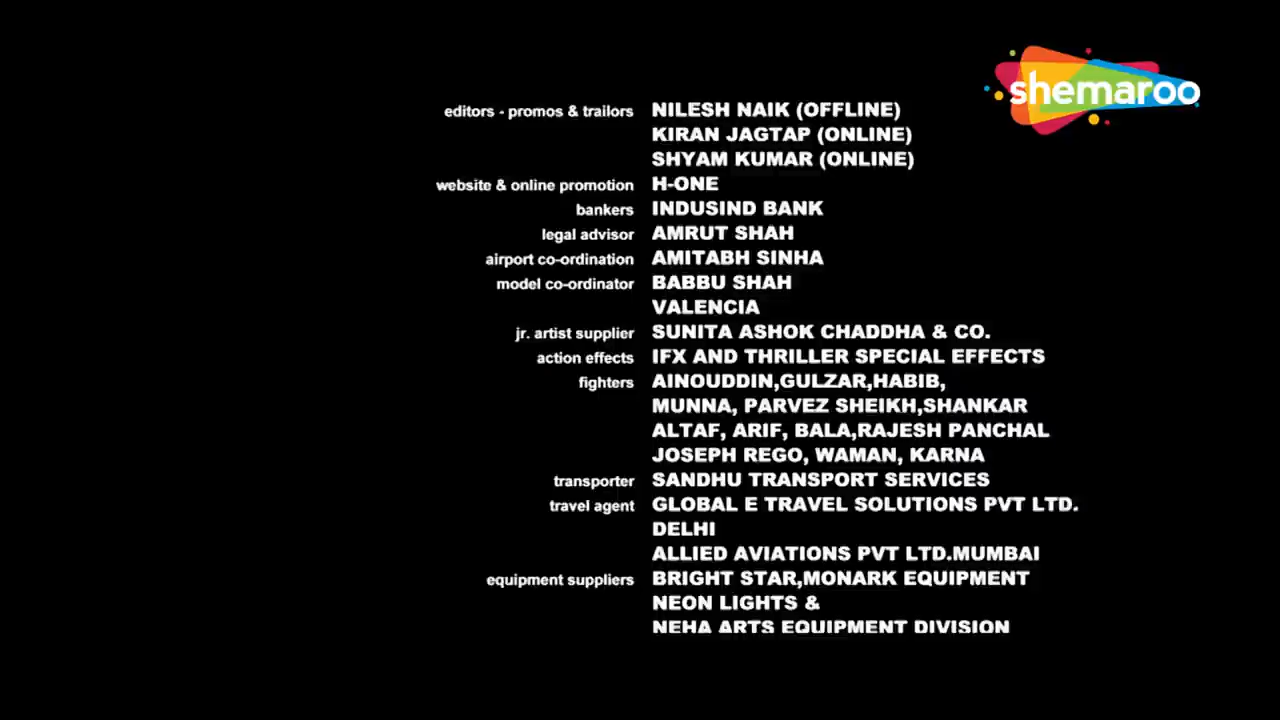 shemaroo
editors - promos & trailors NILESH NAIK (OFFLINE)
KIRAN JAGTAP (ONLINE)
SHYAM KUMAR (ONLINE)
website & online promotion H-ONE
bankers INDUSIND BANK
legal advisor AMRUT SHAH
airport co-ordination AMITABH SINHA
model co-ordinator BABBU SHAH
VALENCIA
jr. artist supplier SUNITA ASHOK CHADDHA & CO.
action effects IFX AND THRILLER SPECIAL EFFECTS
fighters AINOUDDIN,GULZAR,HABIB,
MUNNA, PARVEZ SHEIKH,SHANKAR
ALTAF, ARIF, BALA,RAJESH PANCHAL
JOSEPH REGO, WAMAN, KARNA
transporter SANDHU TRANSPORT SERVICES
travel agent GLOBAL E TRAVEL SOLUTIONS PVT LTD.
DELHI
ALLIED AVIATIONS PVT LTD.MUMBAI
equipment suppliers BRIGHT STAR,MONARK EQUIPMENT
NEON LIGHTS &
NEHA ARTS EQUIPMENT DIVISION